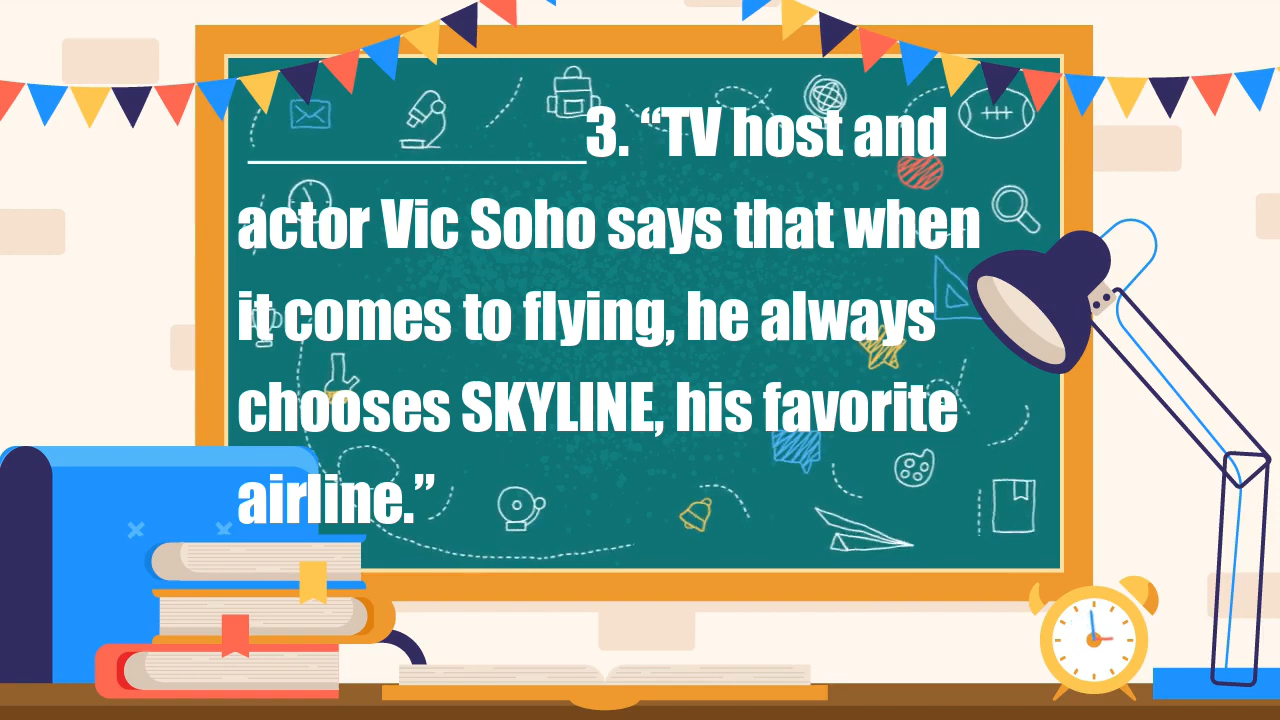 _______________3. “TV host and
actor Vic Soho says that when
it comes to flying, he always
chooses SKYLINE, his favorite
airline.”